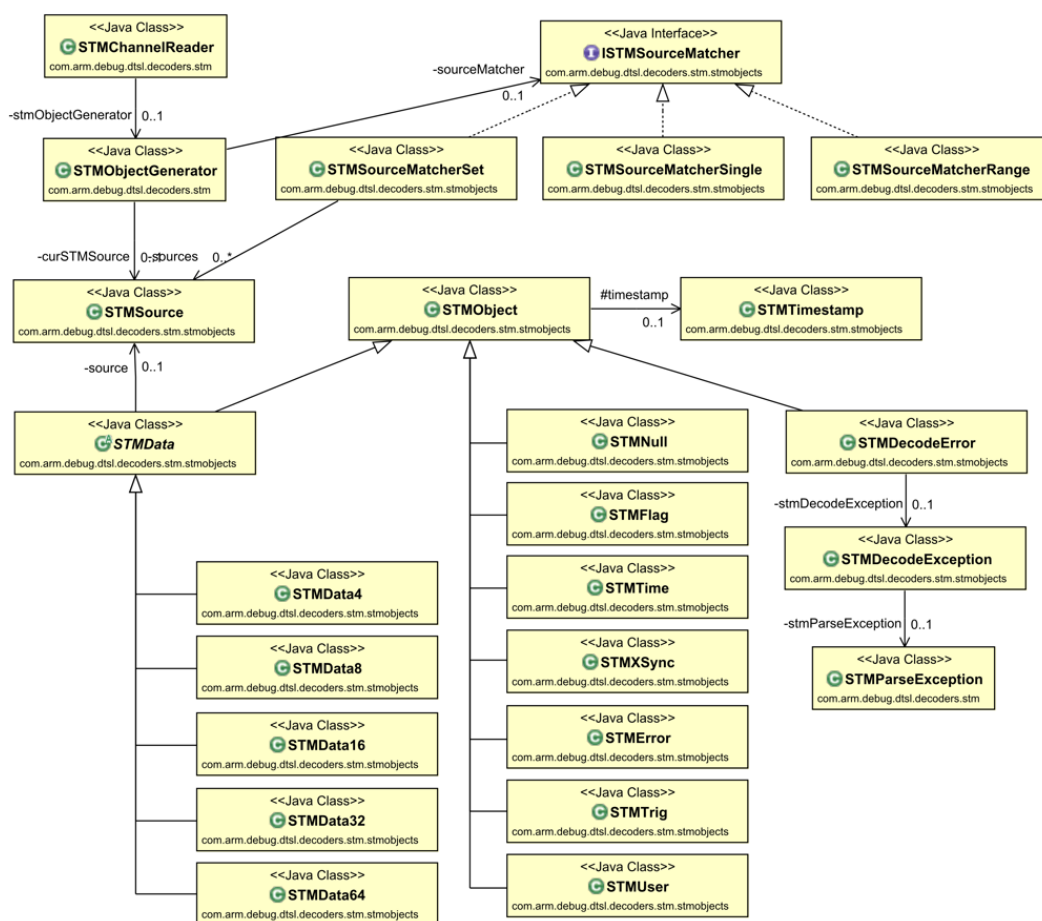 <<Java Class>>
STMChannelReader
com.arm.debug.dtsl.decoders.stm
<<Java Interface>>
ISTMSourceMatcher
com.arm.debug.dtsl.decoders.stm.stmobjects
-sourceMatcher
0..1
-stmObjectGenerator
0..1
<<Java Class>>
STMObjectGenerator
com.arm.debug.dtsl.decoders.stm
<<Java Class>>
STMSourceMatcherSet
com.arm.debug.dtsl.decoders.stm.stmobjects
<<Java Class>>
STMSourceMatcherSingle
com.arm.debug.dtsl.decoders.stm.stmobjects
<<Java Class>>
STMSourceMatcherRange
com.arm.debug.dtsl.decoders.stm.stmobjects
-curSTMSource
0..1
-sources
0..*
<<Java Class>>
STMSource
com.arm.debug.dtsl.decoders.stm.stmobjects
<<Java Class>>
STMObject
com.arm.debug.dtsl.decoders.stm.stmobjects
#timestamp
0..1
<<Java Class>>
STMTimestamp
com.arm.debug.dtsl.decoders.stm.stmobjects
-source
0..1
<<Java Class>>
STMData
com.arm.debug.dtsl.decoders.stm.stmobjects
<<Java Class>>
STMNull
com.arm.debug.dtsl.decoders.stm.stmobjects
<<Java Class>>
STMDecodeError
com.arm.debug.dtsl.decoders.stm.stmobjects
<<Java Class>>
STMFlag
com.arm.debug.dtsl.decoders.stm.stmobjects
-stmDecodeException
0..1
<<Java Class>>
STMDecodeException
com.arm.debug.dtsl.decoders.stm.stmobjects
<<Java Class>>
STMData4
com.arm.debug.dtsl.decoders.stm.stmobjects
<<Java Class>>
STMTime
com.arm.debug.dtsl.decoders.stm.stmobjects
-stmParseException
0..1
<<Java Class>>
STMData8
com.arm.debug.dtsl.decoders.stm.stmobjects
<<Java Class>>
STMXSync
com.arm.debug.dtsl.decoders.stm.stmobjects
<<Java Class>>
STMParseException
com.arm.debug.dtsl.decoders.stm
<<Java Class>>
STMData16
com.arm.debug.dtsl.decoders.stm.stmobjects
<<Java Class>>
STMError
com.arm.debug.dtsl.decoders.stm.stmobjects
<<Java Class>>
STMData32
com.arm.debug.dtsl.decoders.stm.stmobjects
<<Java Class>>
STMTrig
com.arm.debug.dtsl.decoders.stm.stmobjects
<<Java Class>>
STMData64
com.arm.debug.dtsl.decoders.stm.stmobjects
<<Java Class>>
STMUser
com.arm.debug.dtsl.decoders.stm.stmobjects